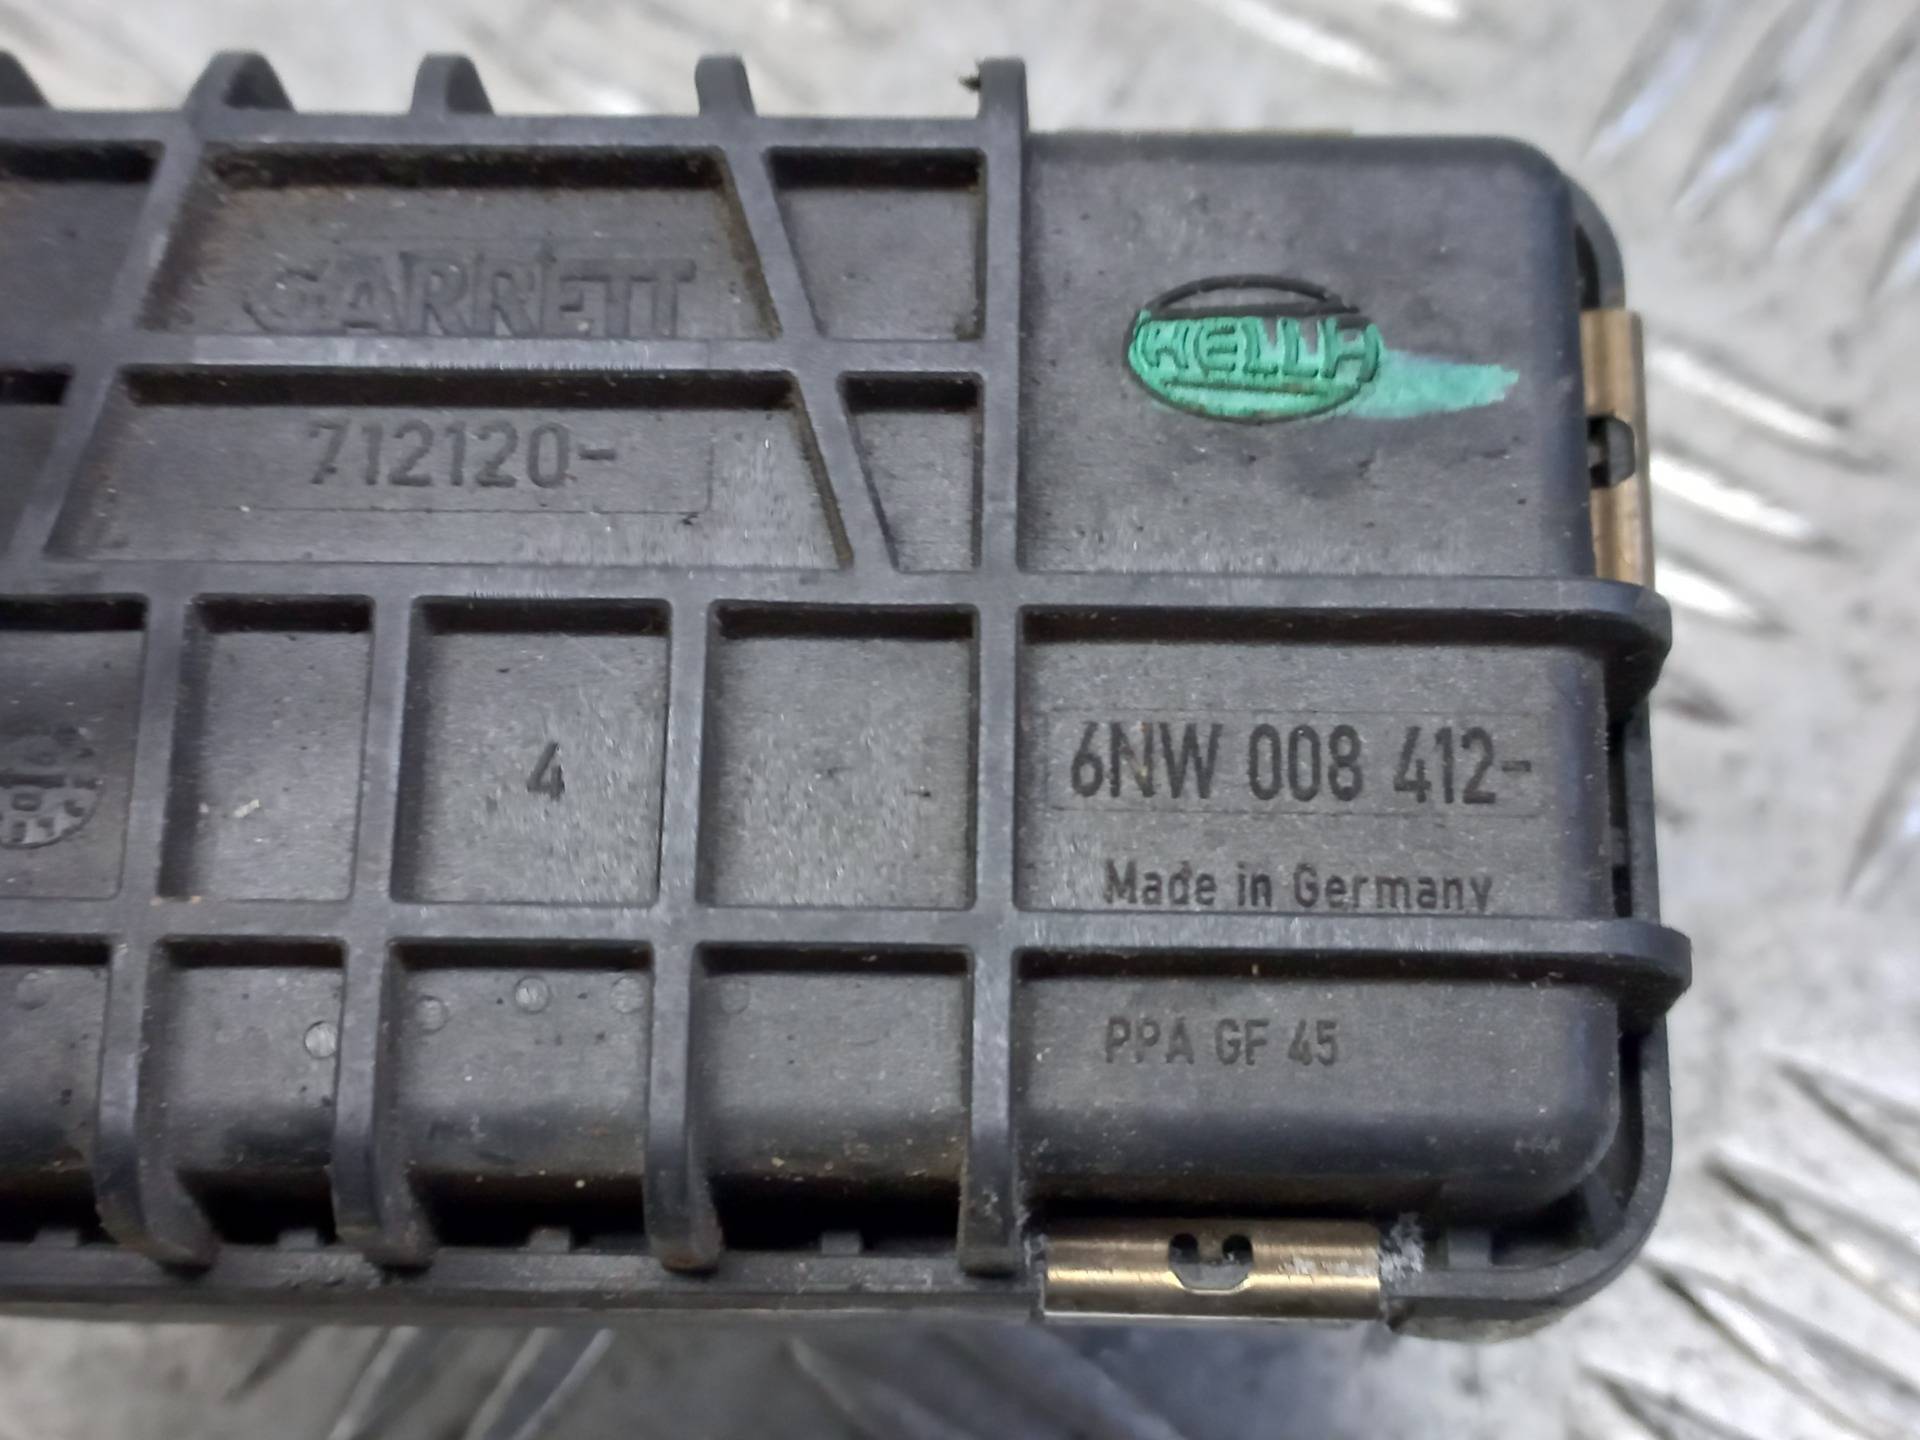 GARRETT
HELLA
712120-
4
6NW 008 412-
Made in Germany
PPA GF 45